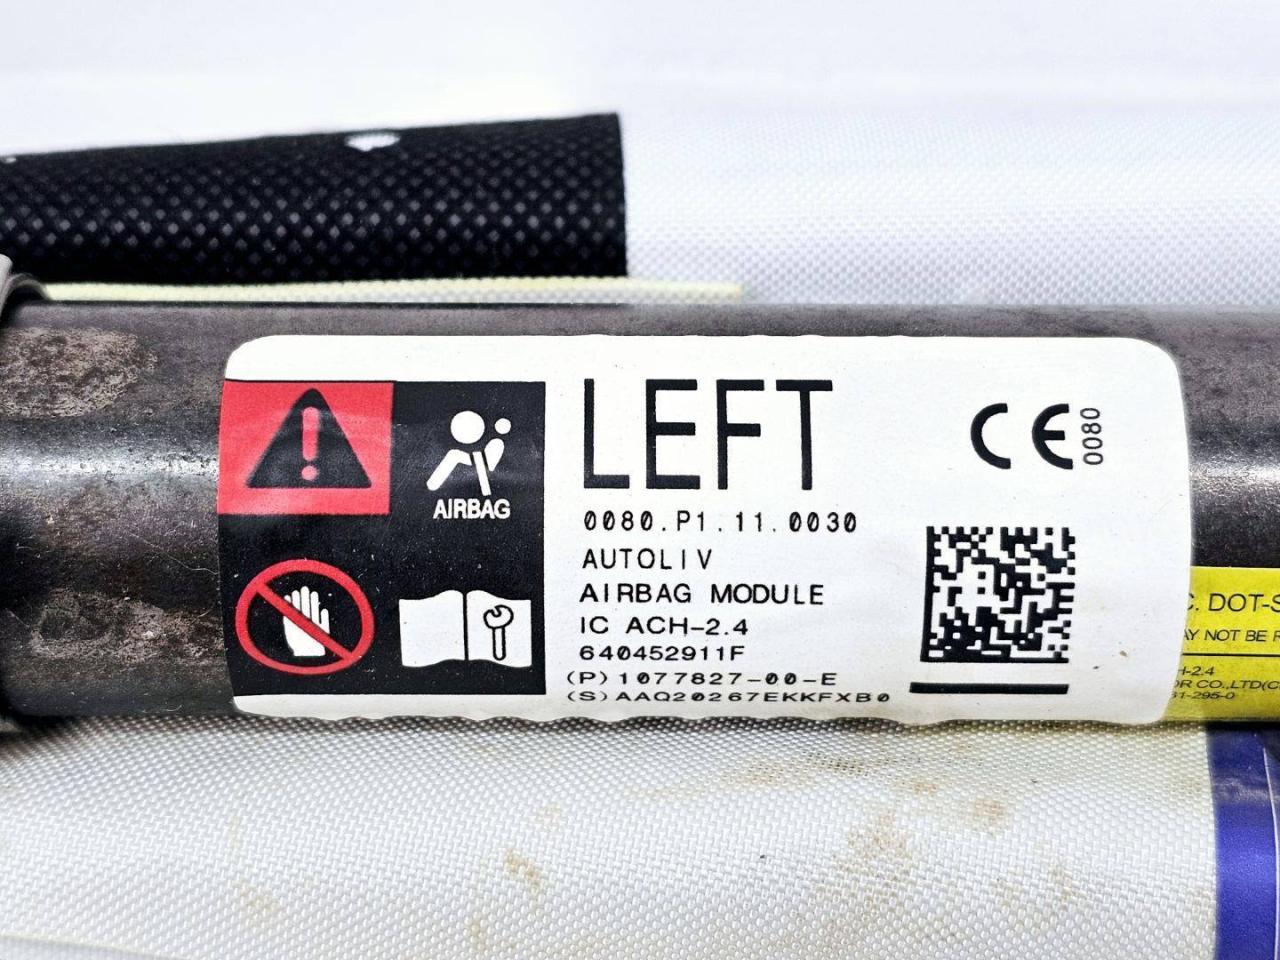 LEFT
CE 0080
AIRBAG
0080.P1.11.0030
AUTOLIV
AIRBAG MODULE
IC ACH-2.4
640452911F
(P)1077827-00-E
(S)AAQ20267EKKFXB0
. DOT-S
AY NOT BE R
H-2.4
OR CO.,LTD(C
31-295-0